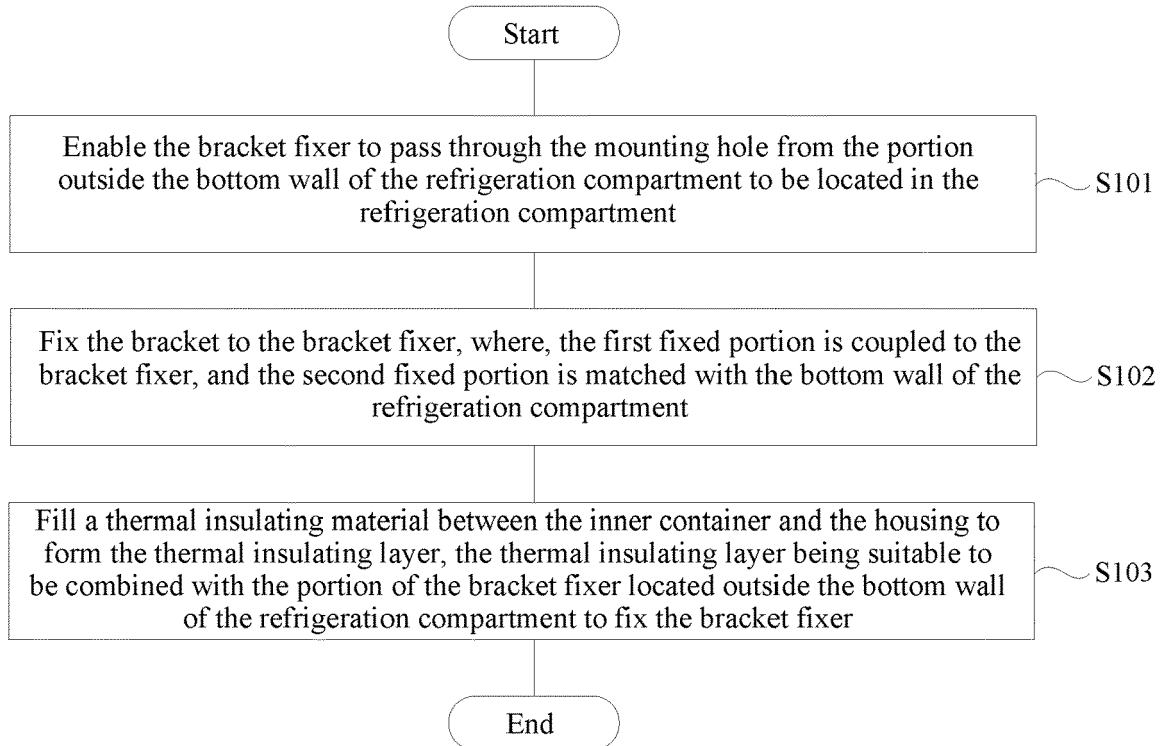 Start
Enable the bracket fixer to pass through the mounting hole from the portion
outside the bottom wall of the refrigeration compartment to be located in the
refrigeration compartment
S101
Fix the bracket to the bracket fixer, where, the first fixed portion is coupled to the
bracket fixer, and the second fixed portion is matched with the bottom wall of the
refrigeration compartment
S102
Fill a thermal insulating material between the inner container and the housing to
form the thermal insulating layer, the thermal insulating layer being suitable to
be combined with the portion of the bracket fixer located outside the bottom wall
of the refrigeration compartment to fix the bracket fixer
S103
End